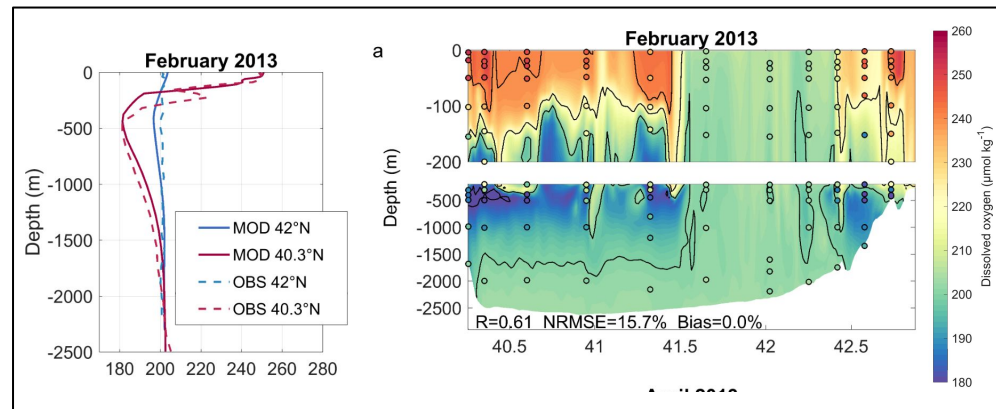 February 2013
0
-500
-1000
-1500
-2000
-2500
Depth (m)
180 200 220 240 260 280
MOD 42°N
MOD 40.3°N
OBS 42°N
OBS 40.3°N
a
February 2013
0
-100
-200
-500
-1000
-1500
-2000
-2500
Depth (m)
R=0.61 NRMSE=15.7% Bias=0.0%
40.5 41 41.5 42 42.5
260
250
240
230
220
210
200
190
180
Dissolved oxygen (µmol kg⁻¹)